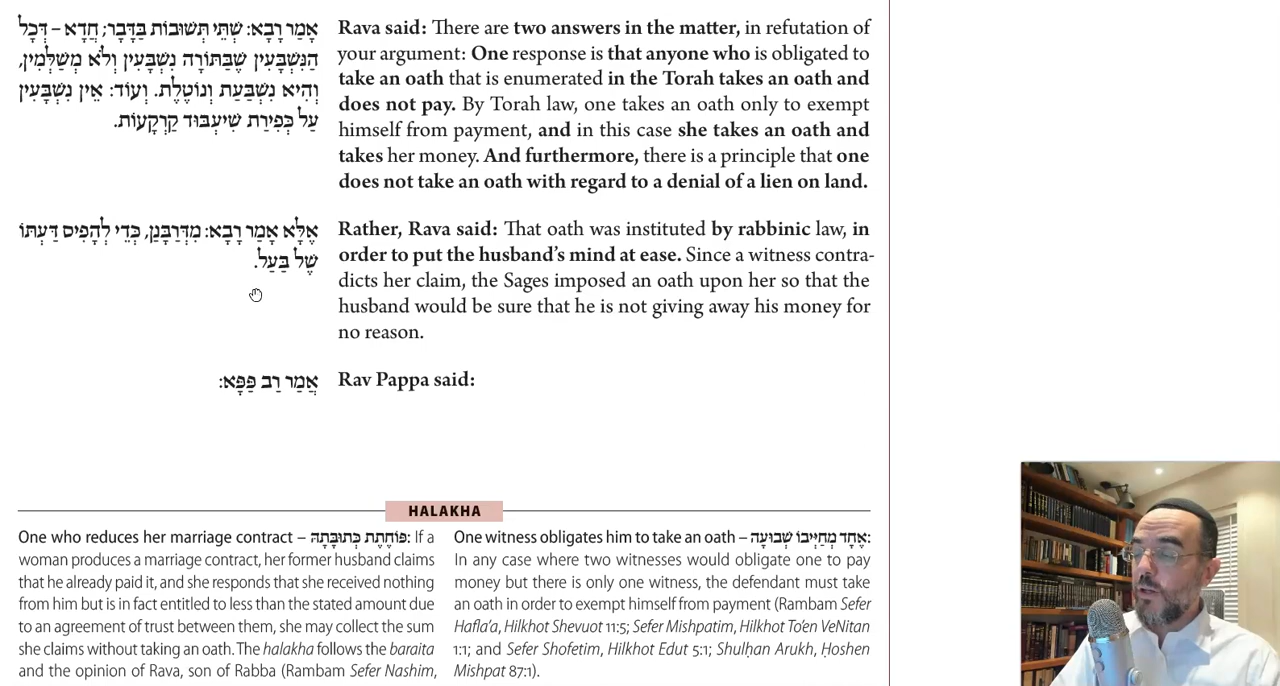 אָמַר רָבָא: שְׁתֵּי תְּשׁוּבוֹת בַּדָּבָר; חֲדָא – דְּכָל
הַנִּשְׁבָּעִין שֶׁבַּתּוֹרָה נִשְׁבָּעִין וְלֹא מְשַׁלְּמִין,
וְהִיא נִשְׁבַּעַת וְנוֹטֶלֶת. וְעוֹד: אֵין נִשְׁבָּעִין
עַל כְּפִירַת שִׁיעְבּוּד קַרְקָעוֹת.
Rava said: There are two answers in the matter, in refutation of
your argument: One response is that anyone who is obligated to
take an oath that is enumerated in the Torah takes an oath and
does not pay. By Torah law, one takes an oath only to exempt
himself from payment, and in this case she takes an oath and
takes her money. And furthermore, there is a principle that one
does not take an oath with regard to a denial of a lien on land.
אֶלָּא אָמַר רָבָא: מִדְּרַבָּנַן, כְּדֵי לְהָפִיס דַּעְתּוֹ
שֶׁל בַּעַל.
Rather, Rava said: That oath was instituted by rabbinic law, in
order to put the husband's mind at ease. Since a witness contra-
dicts her claim, the Sages imposed an oath upon her so that the
husband would be sure that he is not giving away his money for
no reason.
אֲמַר רַב פַּפָּא:
Rav Pappa said:
HALAKHA
One who reduces her marriage contract – פּוֹחֶתֶת כְּתוּבָּתָהּ: If a
woman produces a marriage contract, her former husband claims
that he already paid it, and she responds that she received nothing
from him but is in fact entitled to less than the stated amount due
to an agreement of trust between them, she may collect the sum
she claims without taking an oath. The halakha follows the baraita
and the opinion of Rava, son of Rabba (Rambam Sefer Nashim,
One witness obligates him to take an oath – אֶחָד מְחַיְּיבוֹ שְׁבוּעָה:
In any case where two witnesses would obligate one to pay
money but there is only one witness, the defendant must take
an oath in order to exempt himself from payment (Rambam Sefer
Hafla'a, Hilkhot Shevuot 11:5; Sefer Mishpatim, Hilkhot To'en VeNitan
1:1; and Sefer Shofetim, Hilkhot Edut 5:1; Shulḥan Arukh, Ḥoshen
Mishpat 87:1).